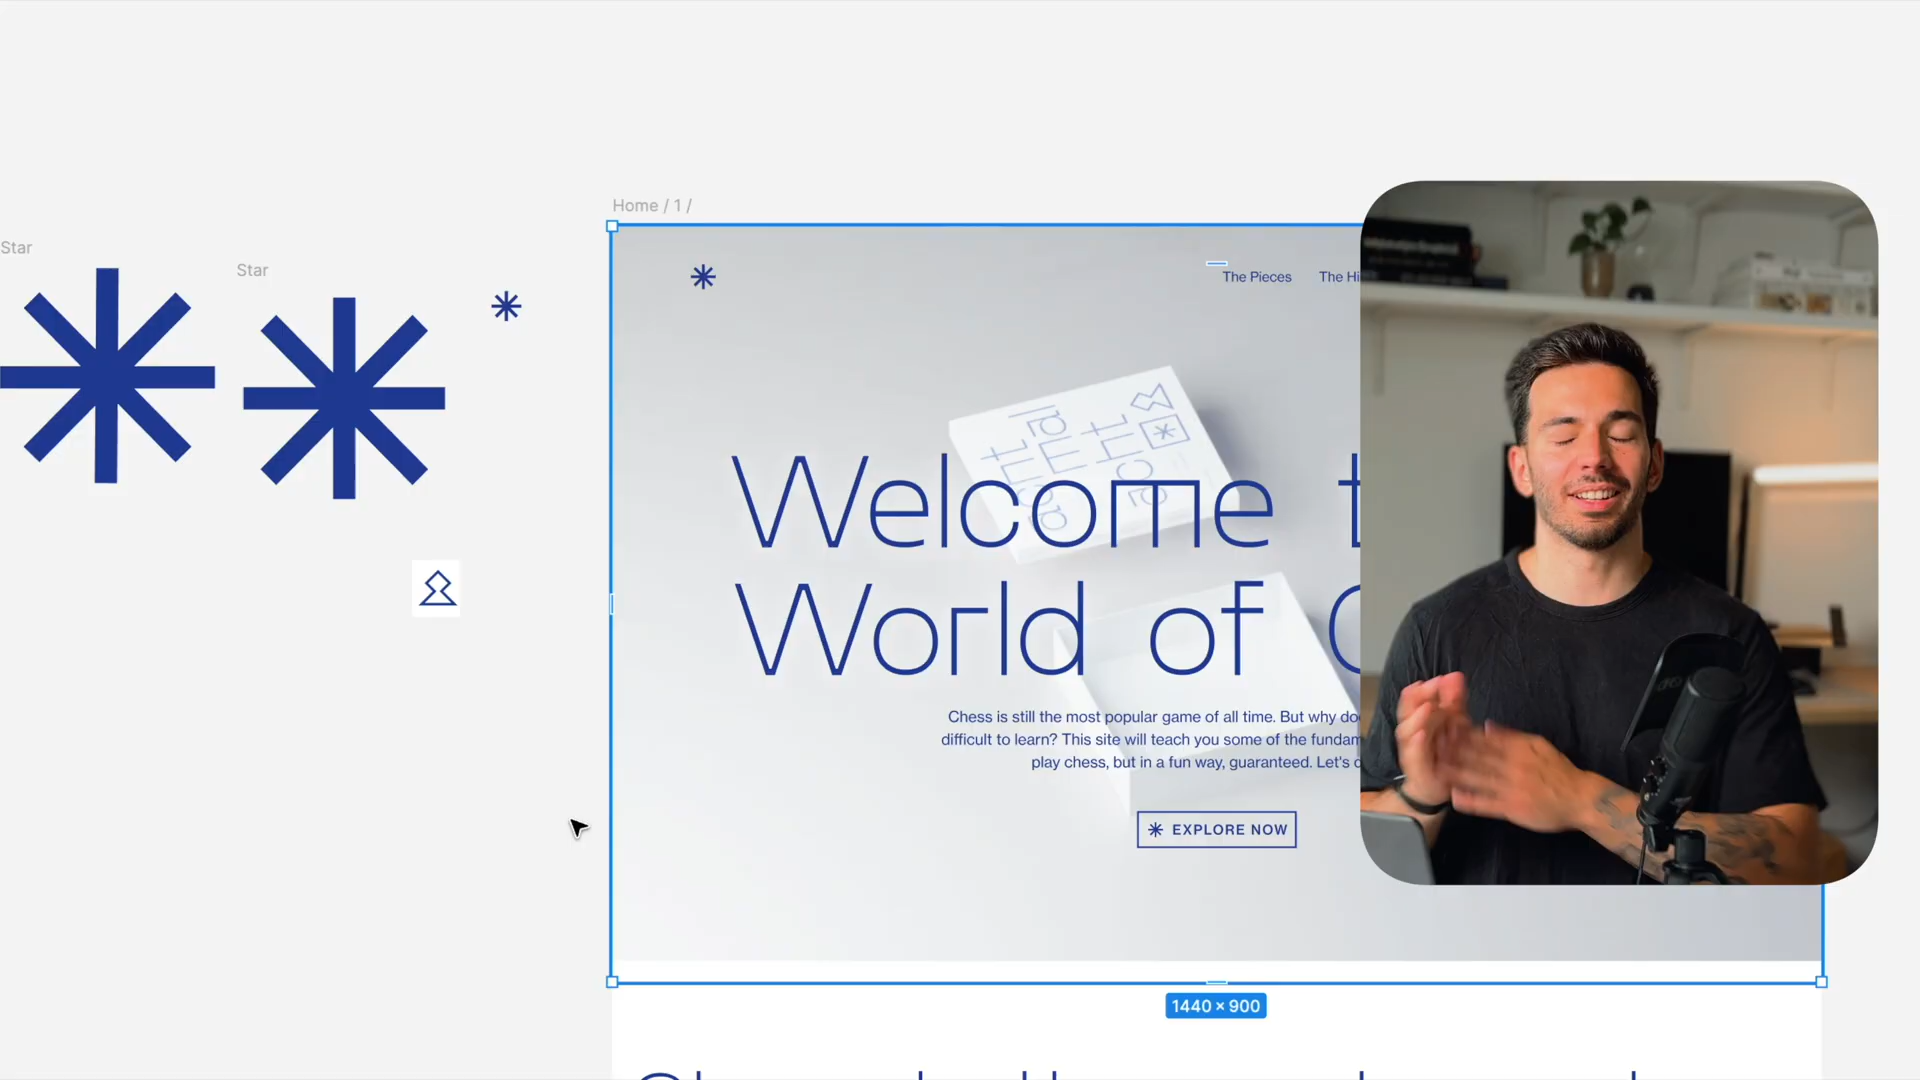 Home / 1 /
Star
Star
The Pieces The Hi
Welcome t
World of
Chess is still the most popular game of all time. But why do
difficult to learn? This site will teach you some of the fundam
play chess, but in a fun way, guaranteed. Let's
EXPLORE NOW
1440 × 900